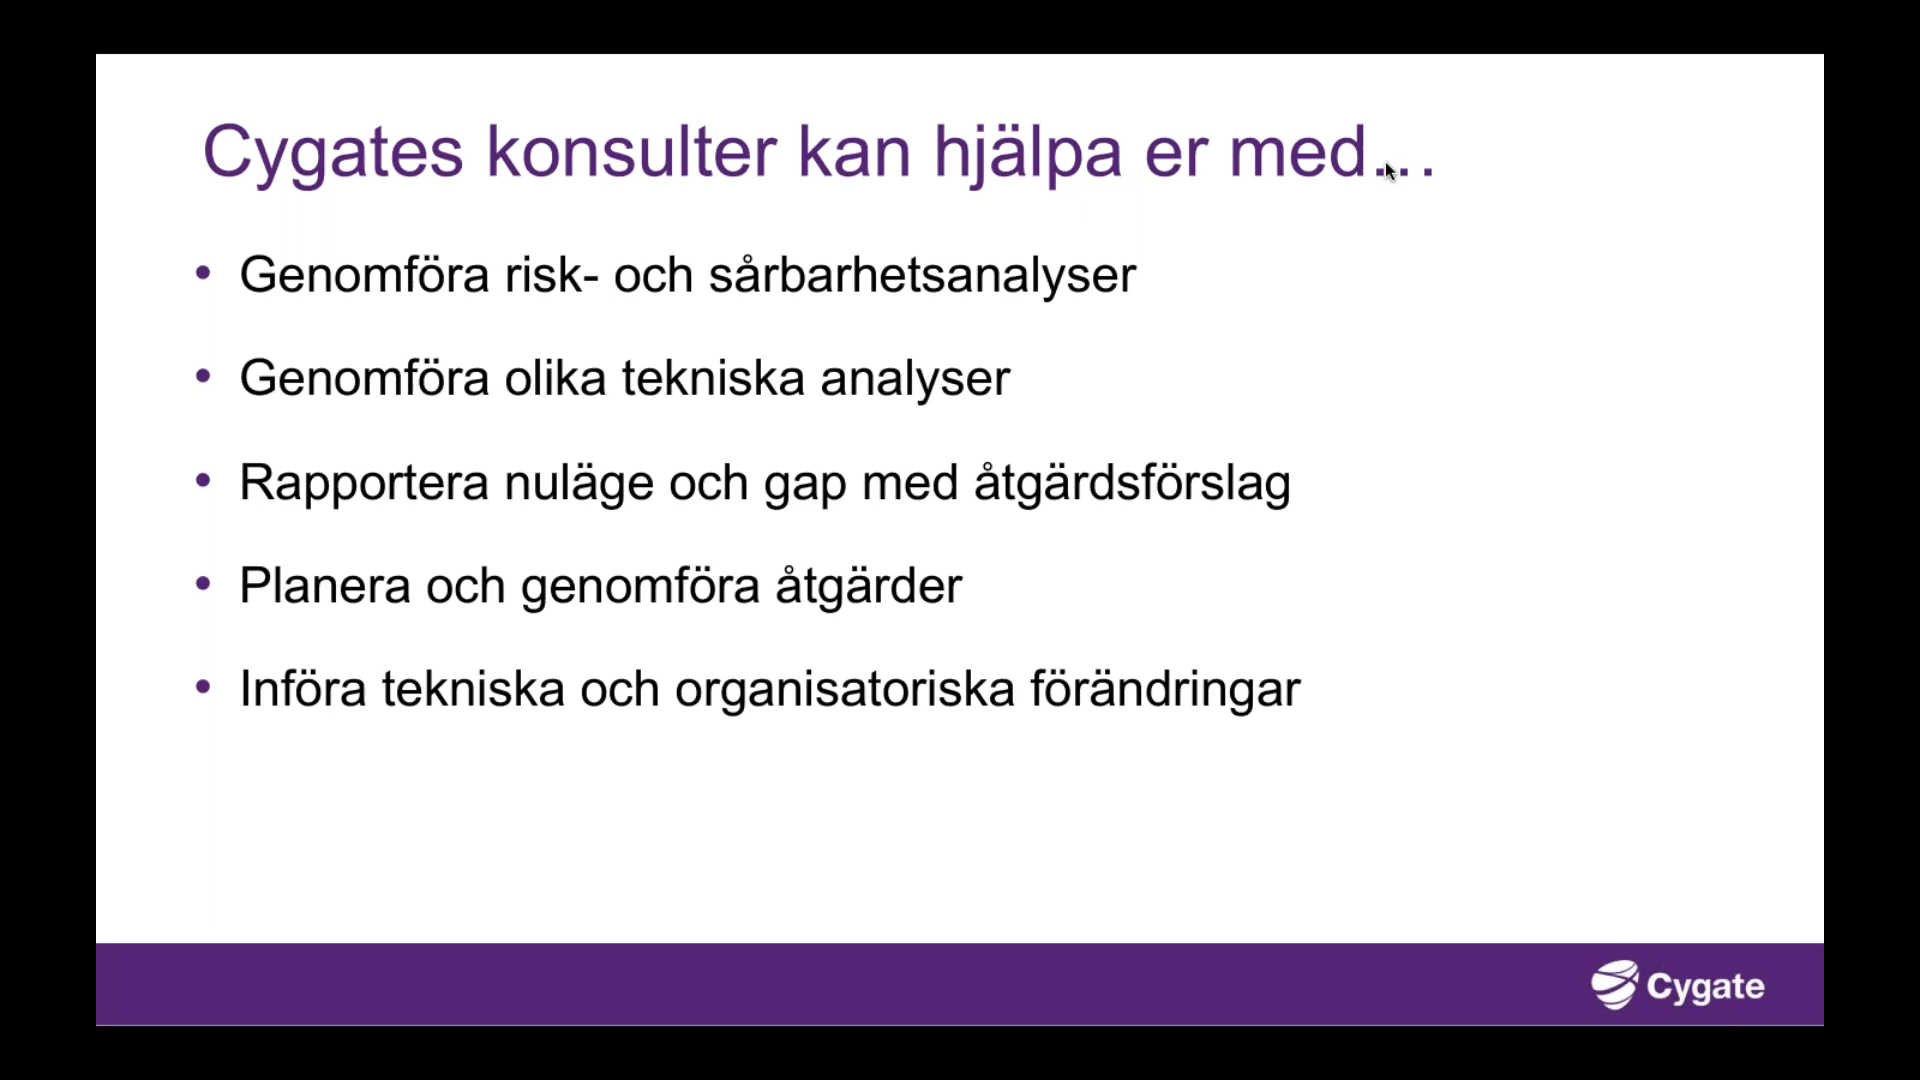 Cygates konsulter kan hjälpa er med…
• Genomföra risk- och sårbarhetsanalyser
• Genomföra olika tekniska analyser
• Rapportera nuläge och gap med åtgärdsförslag
• Planera och genomföra åtgärder
• Införa tekniska och organisatoriska förändringar
Cygate